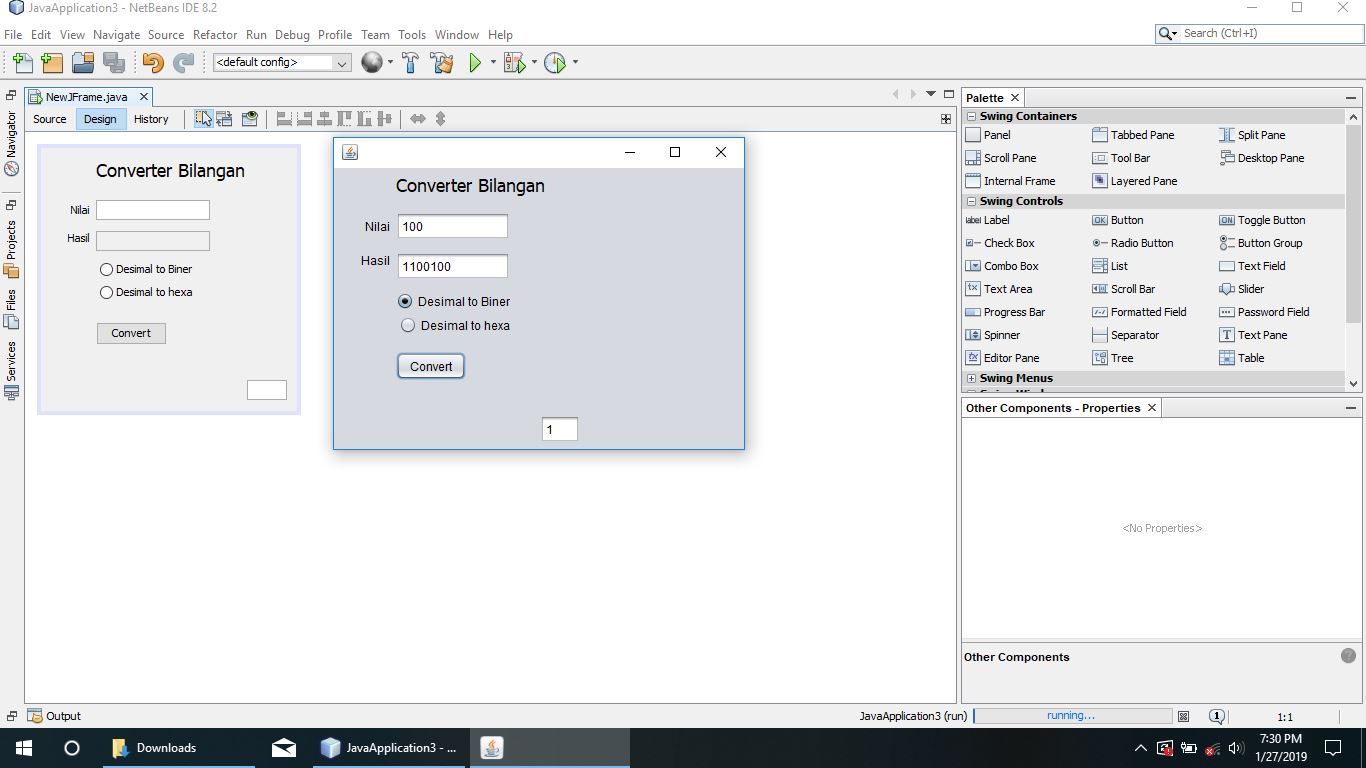 JavaApplication3 - NetBeans IDE 8.2
File Edit View Navigate Source Refactor Run Debug Profile Team Tools Window Help
Search (Ctrl+I)
<default config>
NewJFrame.java
Source Design History
Navigator
Projects
Files
Services
Converter Bilangan
Nilai
Hasil
Desimal to Biner
Desimal to hexa
Convert
Converter Bilangan
Nilai 100
Hasil 1100100
Desimal to Biner
Desimal to hexa
Convert
1
Palette
Swing Containers
Panel Tabbed Pane Split Pane
Scroll Pane Tool Bar Desktop Pane
Internal Frame Layered Pane
Swing Controls
label Label OK Button ON Toggle Button
Check Box Radio Button Button Group
Combo Box List Text Field
Text Area Scroll Bar Slider
Progress Bar Formatted Field Password Field
Spinner Separator Text Pane
Editor Pane Tree Table
Swing Menus
Other Components - Properties
<No Properties>
Other Components
Output
JavaApplication3 (run) running... 1 1:1
Downloads
JavaApplication3 - ...
7:30 PM
1/27/2019